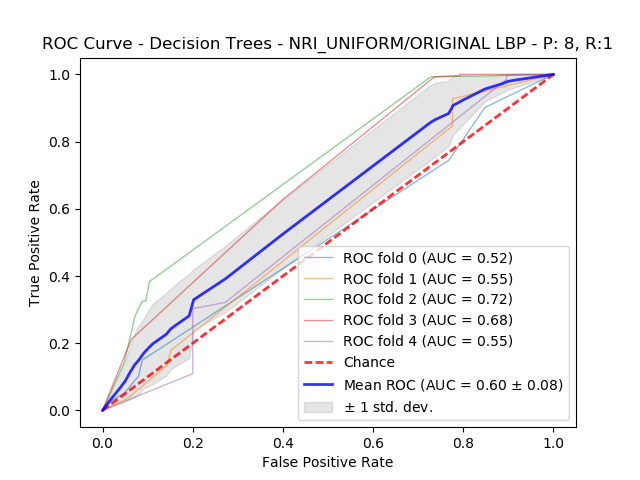 ROC Curve - Decision Trees - NRI_UNIFORM/ORIGINAL LBP - P: 8, R:1
True Positive Rate
1.0
0.8
0.6
0.4
0.2
0.0
ROC fold 0 (AUC = 0.52)
ROC fold 1 (AUC = 0.55)
ROC fold 2 (AUC = 0.72)
ROC fold 3 (AUC = 0.68)
ROC fold 4 (AUC = 0.55)
Chance
Mean ROC (AUC = 0.60 ± 0.08)
± 1 std. dev.
0.0 0.2 0.4 0.6 0.8 1.0
False Positive Rate